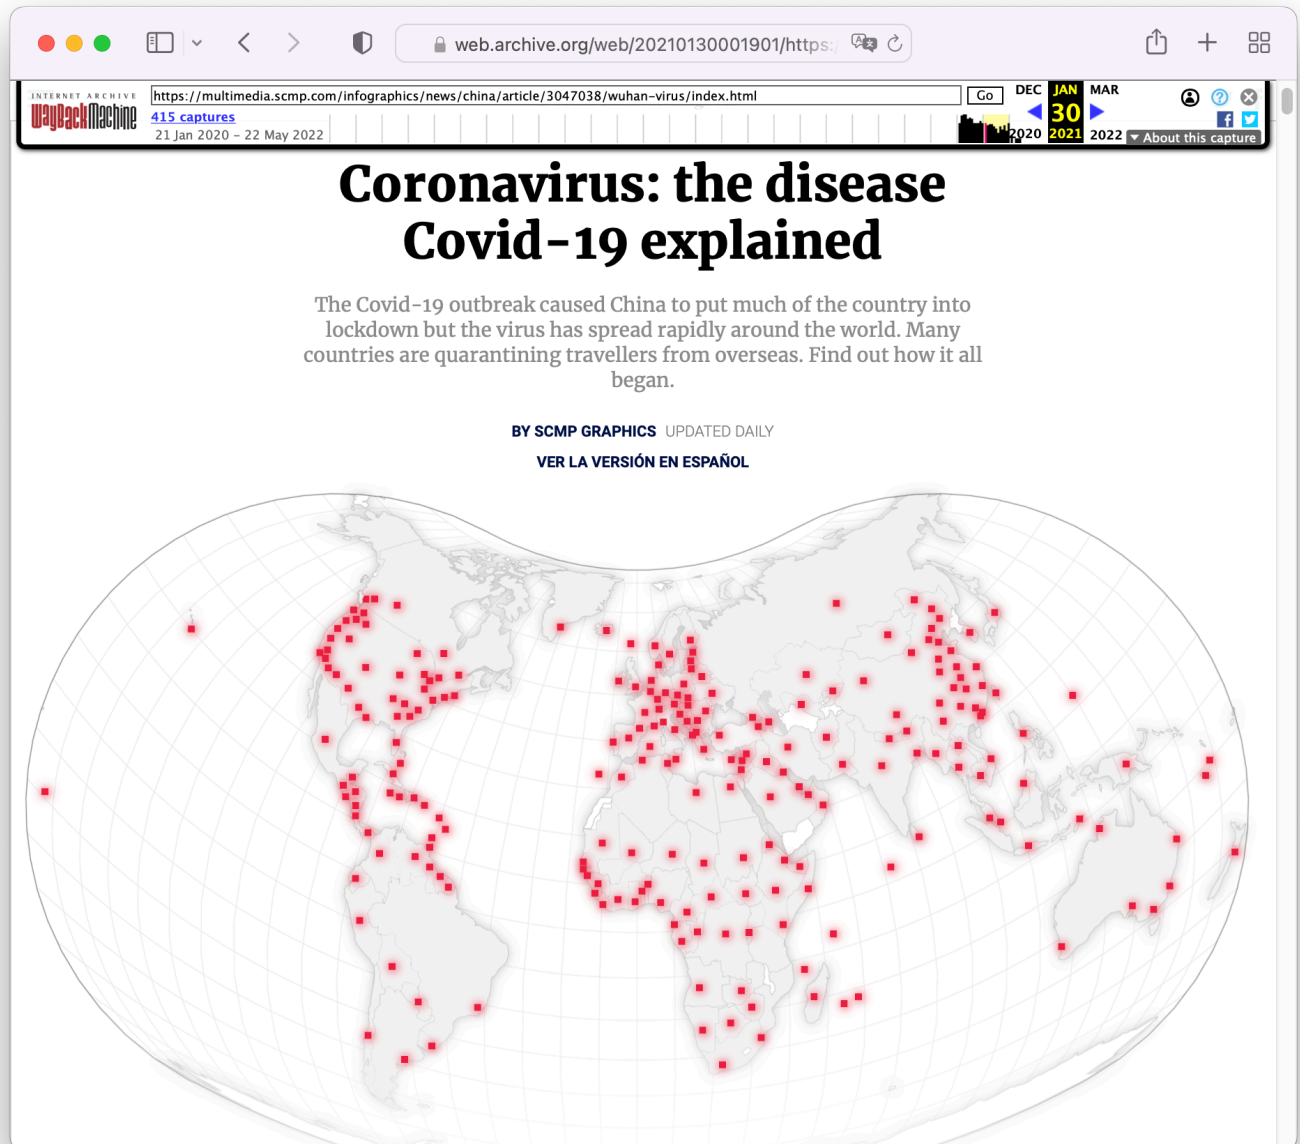 web.archive.org/web/20210130001901/https:/
INTERNET ARCHIVE
WayBackMachine
https://multimedia.scmp.com/infographics/news/china/article/3047038/wuhan-virus/index.html
Go
DEC JAN MAR
415 captures
30
21 Jan 2020 – 22 May 2022
2020 2021 2022
About this capture
Coronavirus: the disease
Covid-19 explained
The Covid-19 outbreak caused China to put much of the country into
lockdown but the virus has spread rapidly around the world. Many
countries are quarantining travellers from overseas. Find out how it all
began.
BY SCMP GRAPHICS UPDATED DAILY
VER LA VERSIÓN EN ESPAÑOL